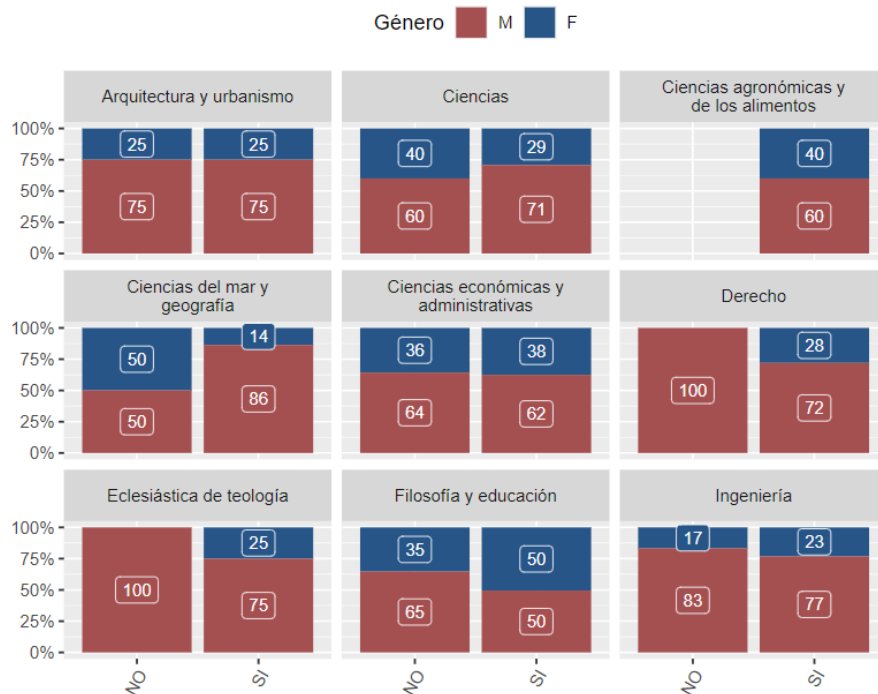 Género M F
Arquitectura y urbanismo
Ciencias
Ciencias agronómicas y
de los alimentos
100%
75%
50%
25%
0%
25
25
75
75
40
29
60
71
40
60
Ciencias del mar y
geografía
Ciencias económicas y
administrativas
Derecho
100%
75%
50%
25%
0%
50
14
50
86
36
38
64
62
28
100
72
Eclesiástica de teología
Filosofía y educación
Ingeniería
100%
75%
50%
25%
0%
25
100
75
35
50
65
50
17
23
83
77
NO
SI
NO
SI
NO
SI